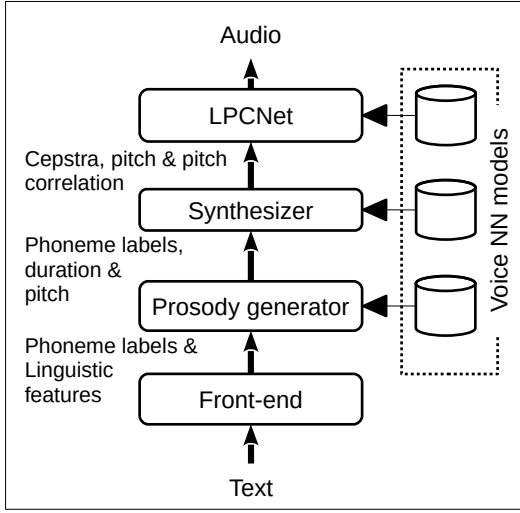 Audio
LPCNet
Cepstra, pitch & pitch
correlation
Synthesizer
Phoneme labels,
duration &
pitch
Prosody generator
Phoneme labels &
Linguistic
features
Front-end
Text
Voice NN models